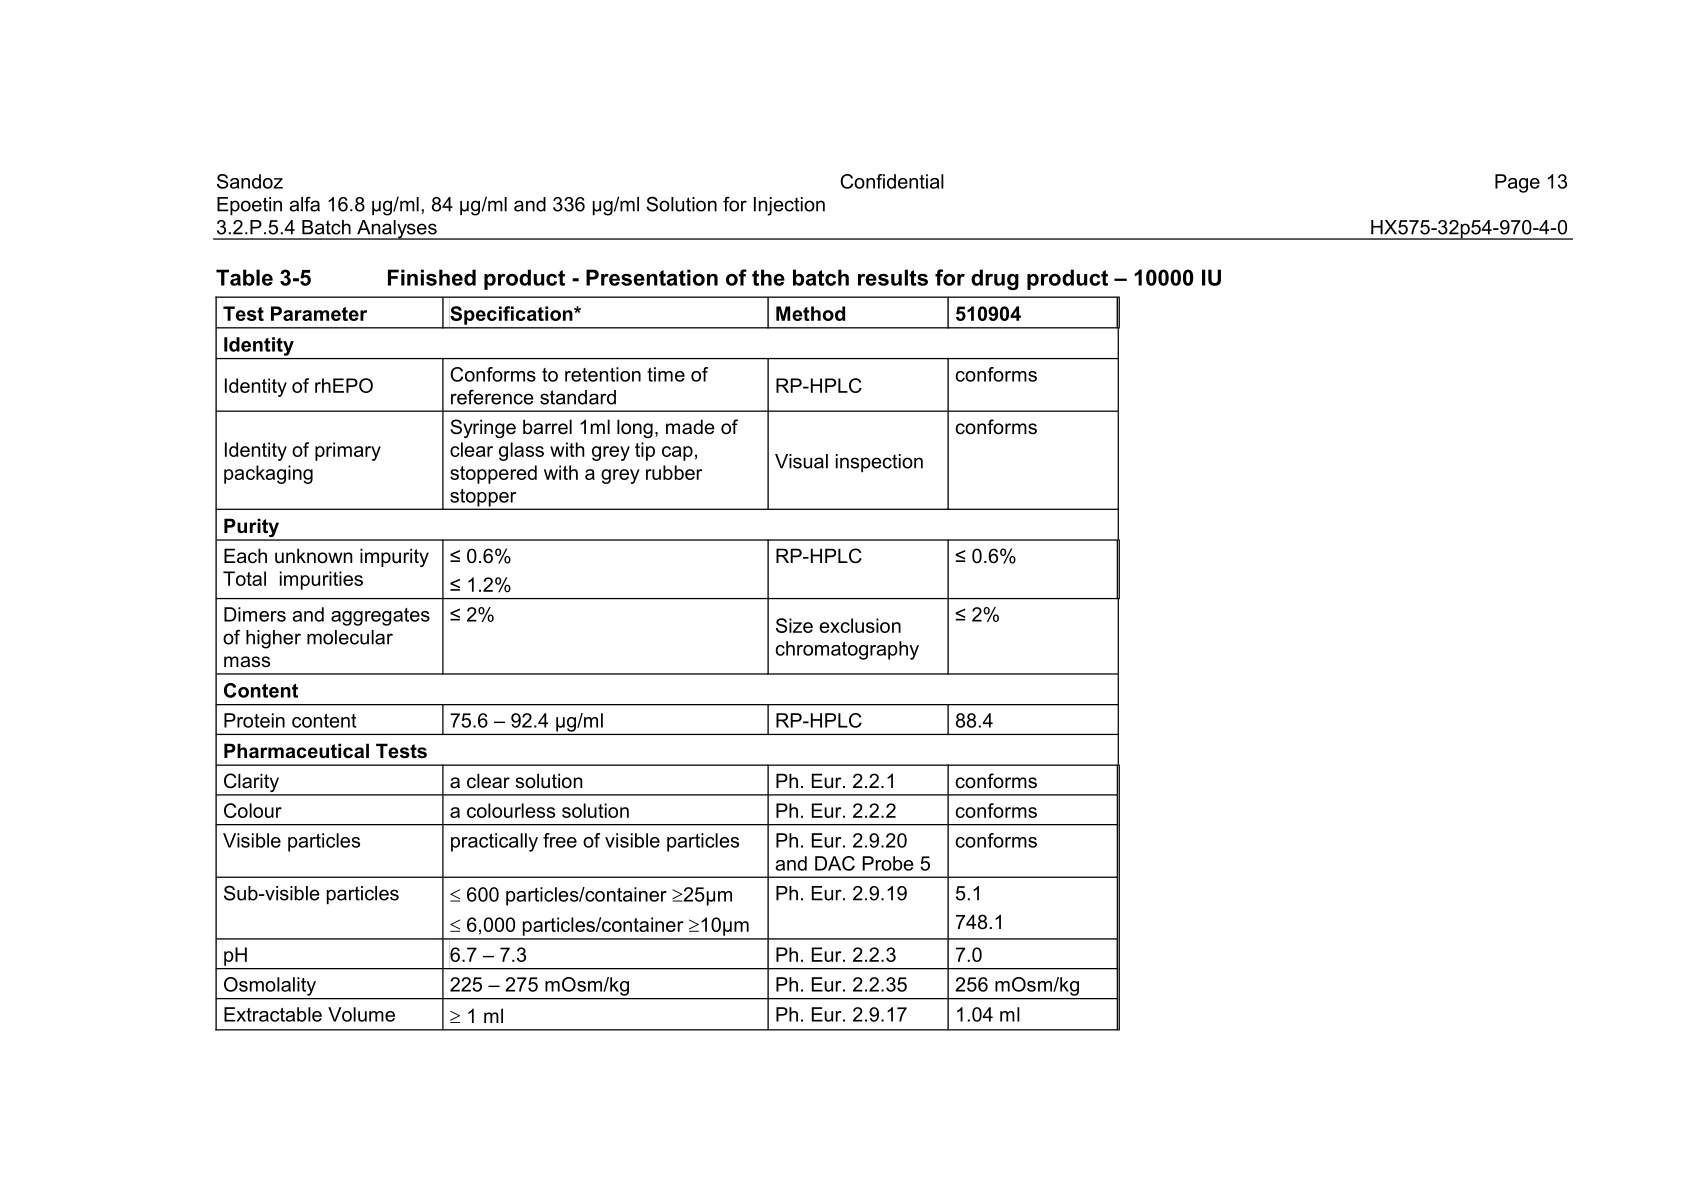 Sandoz Confidential Page 13
Epoetin alfa 16.8 µg/ml, 84 µg/ml and 336 µg/ml Solution for Injection
3.2.P.5.4 Batch Analyses HX575-32p54-970-4-0
Table 3-5 Finished product - Presentation of the batch results for drug product – 10000 IU
Test Parameter Specification* Method 510904
Identity
Identity of rhEPO
Conforms to retention time of
reference standard
RP-HPLC
conforms
Identity of primary
packaging
Syringe barrel 1ml long, made of
clear glass with grey tip cap,
stoppered with a grey rubber
stopper
Visual inspection
conforms
Purity
Each unknown impurity
Total impurities
≤ 0.6%
≤ 1.2%
RP-HPLC
≤ 0.6%
Dimers and aggregates
of higher molecular
mass
≤ 2%
Size exclusion
chromatography
≤ 2%
Content
Protein content 75.6 – 92.4 µg/ml RP-HPLC 88.4
Pharmaceutical Tests
Clarity a clear solution Ph. Eur. 2.2.1 conforms
Colour a colourless solution Ph. Eur. 2.2.2 conforms
Visible particles
practically free of visible particles
Ph. Eur. 2.9.20
and DAC Probe 5
conforms
Sub-visible particles
≤ 600 particles/container ≥25µm
≤ 6,000 particles/container ≥10µm
Ph. Eur. 2.9.19
5.1
748.1
pH 6.7 – 7.3 Ph. Eur. 2.2.3 7.0
Osmolality 225 – 275 mOsm/kg Ph. Eur. 2.2.35 256 mOsm/kg
Extractable Volume ≥ 1 ml Ph. Eur. 2.9.17 1.04 ml